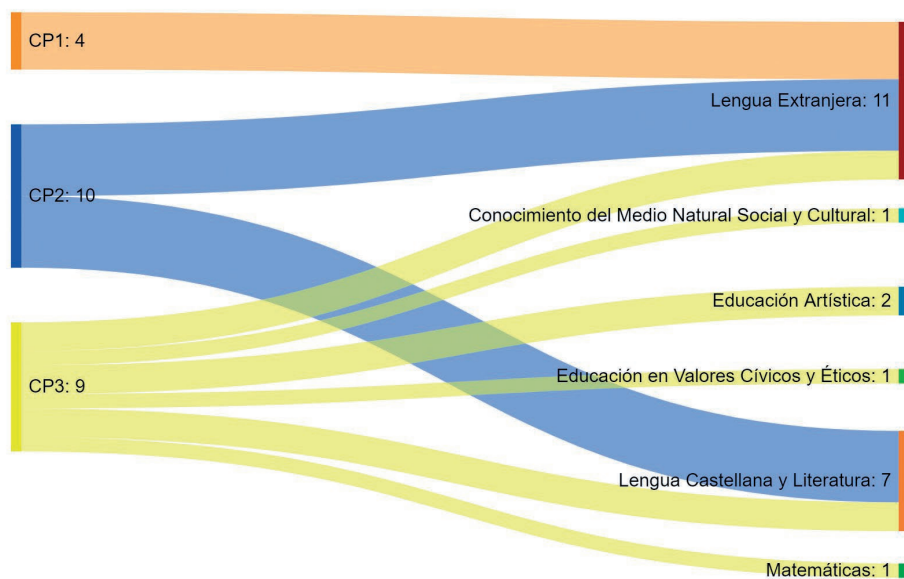 CP1: 4
CP2: 10
CP3: 9
Lengua Extranjera: 11
Conocimiento del Medio Natural Social y Cultural: 1
Educación Artística: 2
Educación en Valores Cívicos y Éticos: 1
Lengua Castellana y Literatura: 7
Matemáticas: 1